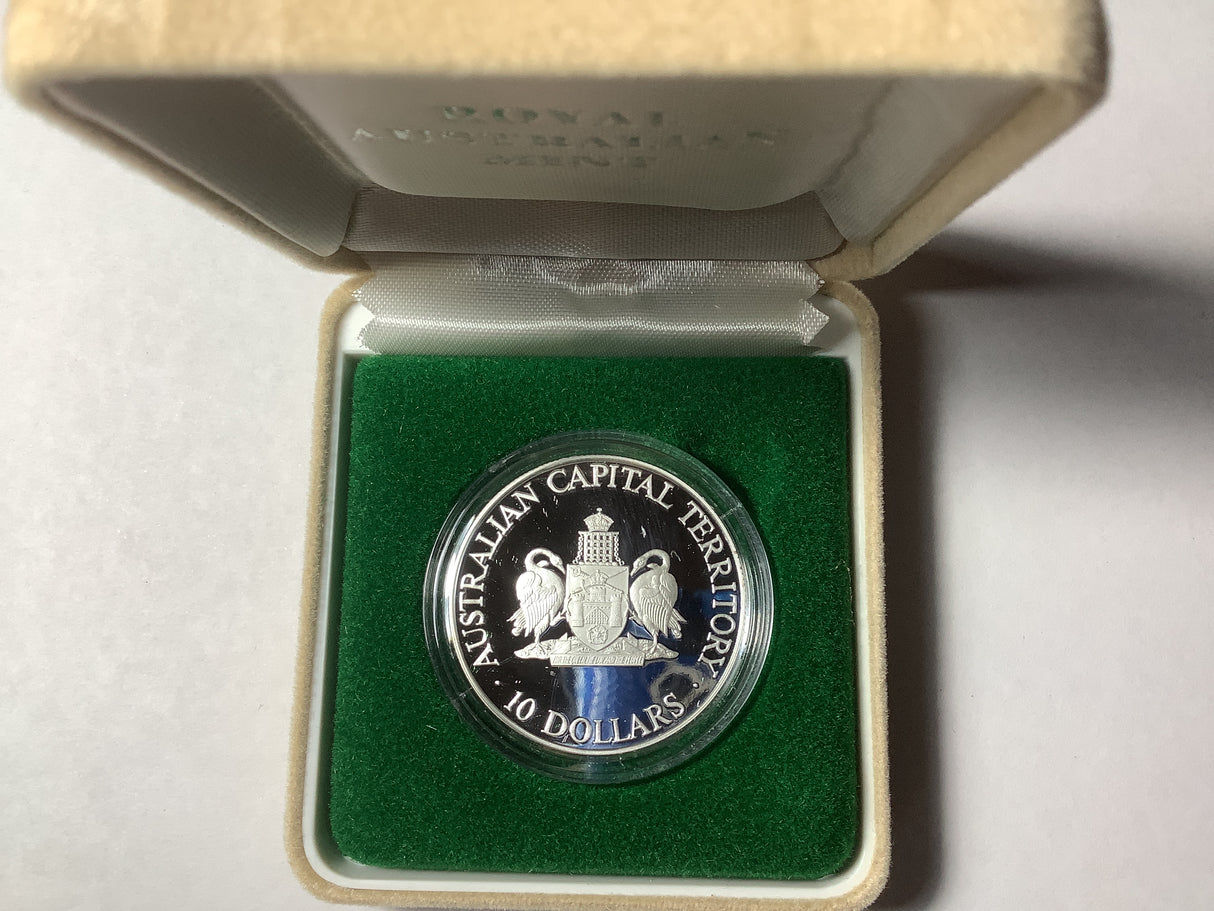 ROYAL
AUSTRALIAN
MINT
AUSTRALIAN CAPITAL TERRITORY
· 10 DOLLARS ·